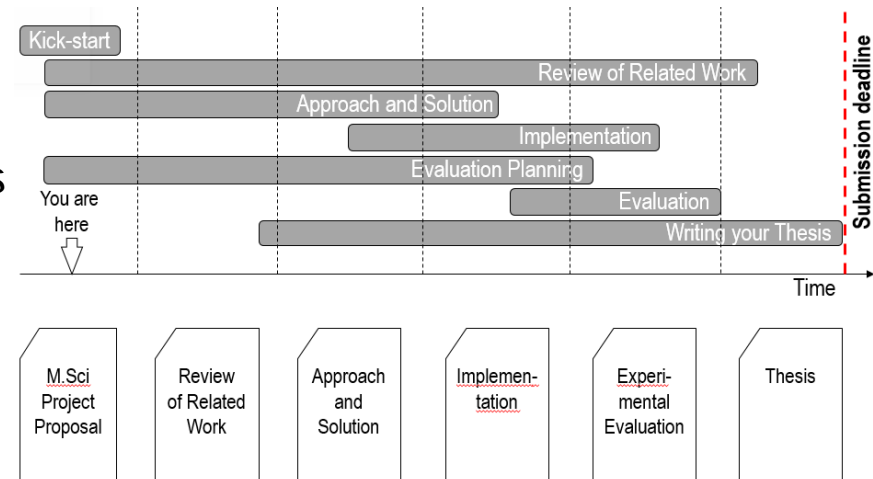 Kick-start
Review of Related Work
Approach and Solution
Implementation
Evaluation Planning
s
You are
here
Evaluation
Writing your Thesis
Submission deadline
Time
M.Sci
Project
Proposal
Review
of Related
Work
Approach
and
Solution
Implemen-
tation
Experi-
mental
Evaluation
Thesis